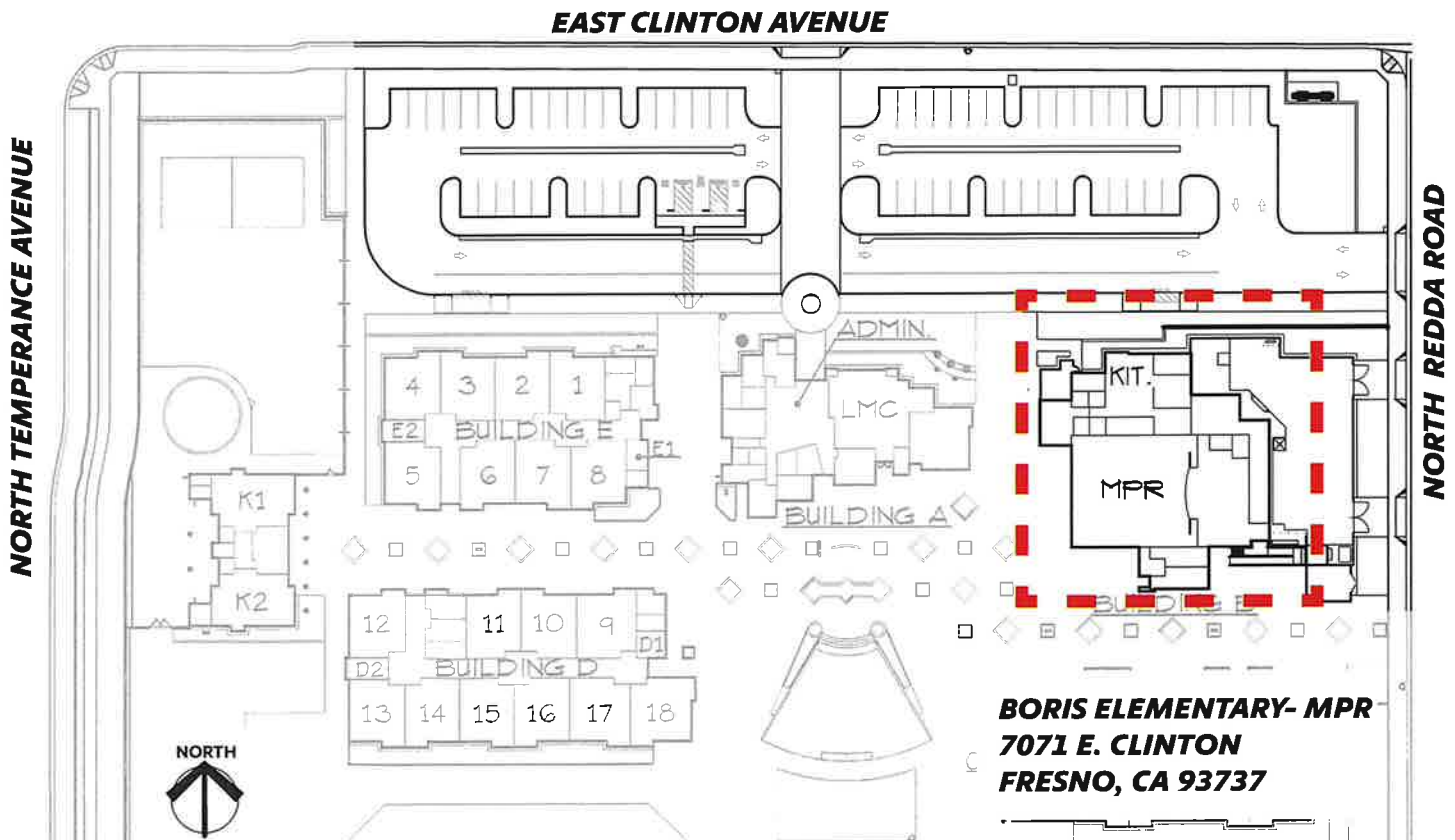 EAST CLINTON AVENUE
NORTH TEMPERANCE AVENUE
NORTH REDDA ROAD
ADMIN.
KIT.
4
3
2
1
LMC
E2
BUILDING E
E1
5
6
7
8
MPR
K1
BUILDING A
K2
12
11
10
9
D1
D2
BUILDING D
13
14
15
16
17
18
BORIS ELEMENTARY- MPR
7071 E. CLINTON
FRESNO, CA 93737
NORTH